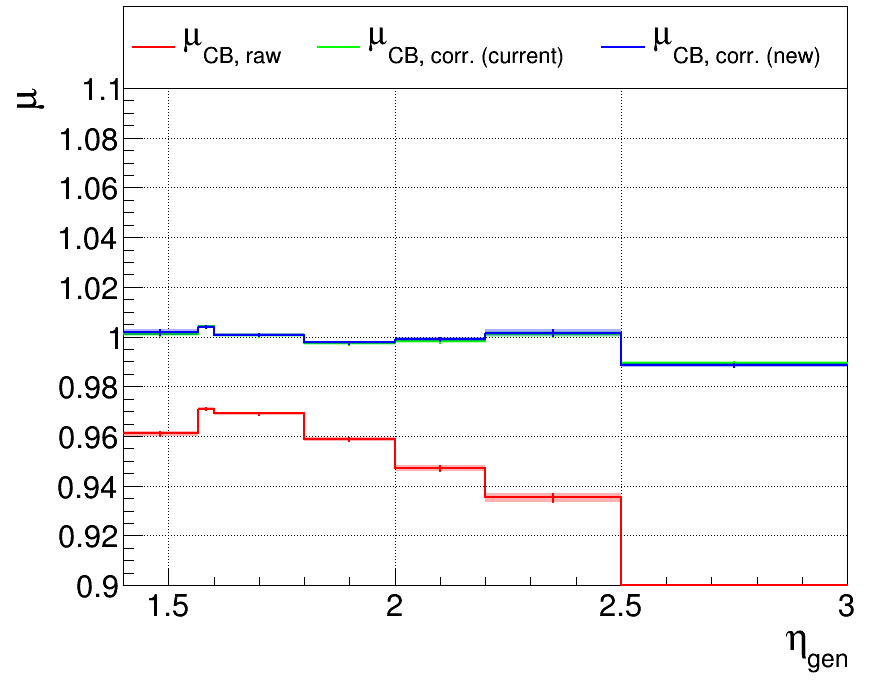 μCB, raw μCB, corr. (current) μCB, corr. (new)
μ
1.1
1.08
1.06
1.04
1.02
1
0.98
0.96
0.94
0.92
0.9
1.5 2 2.5 3
ηgen